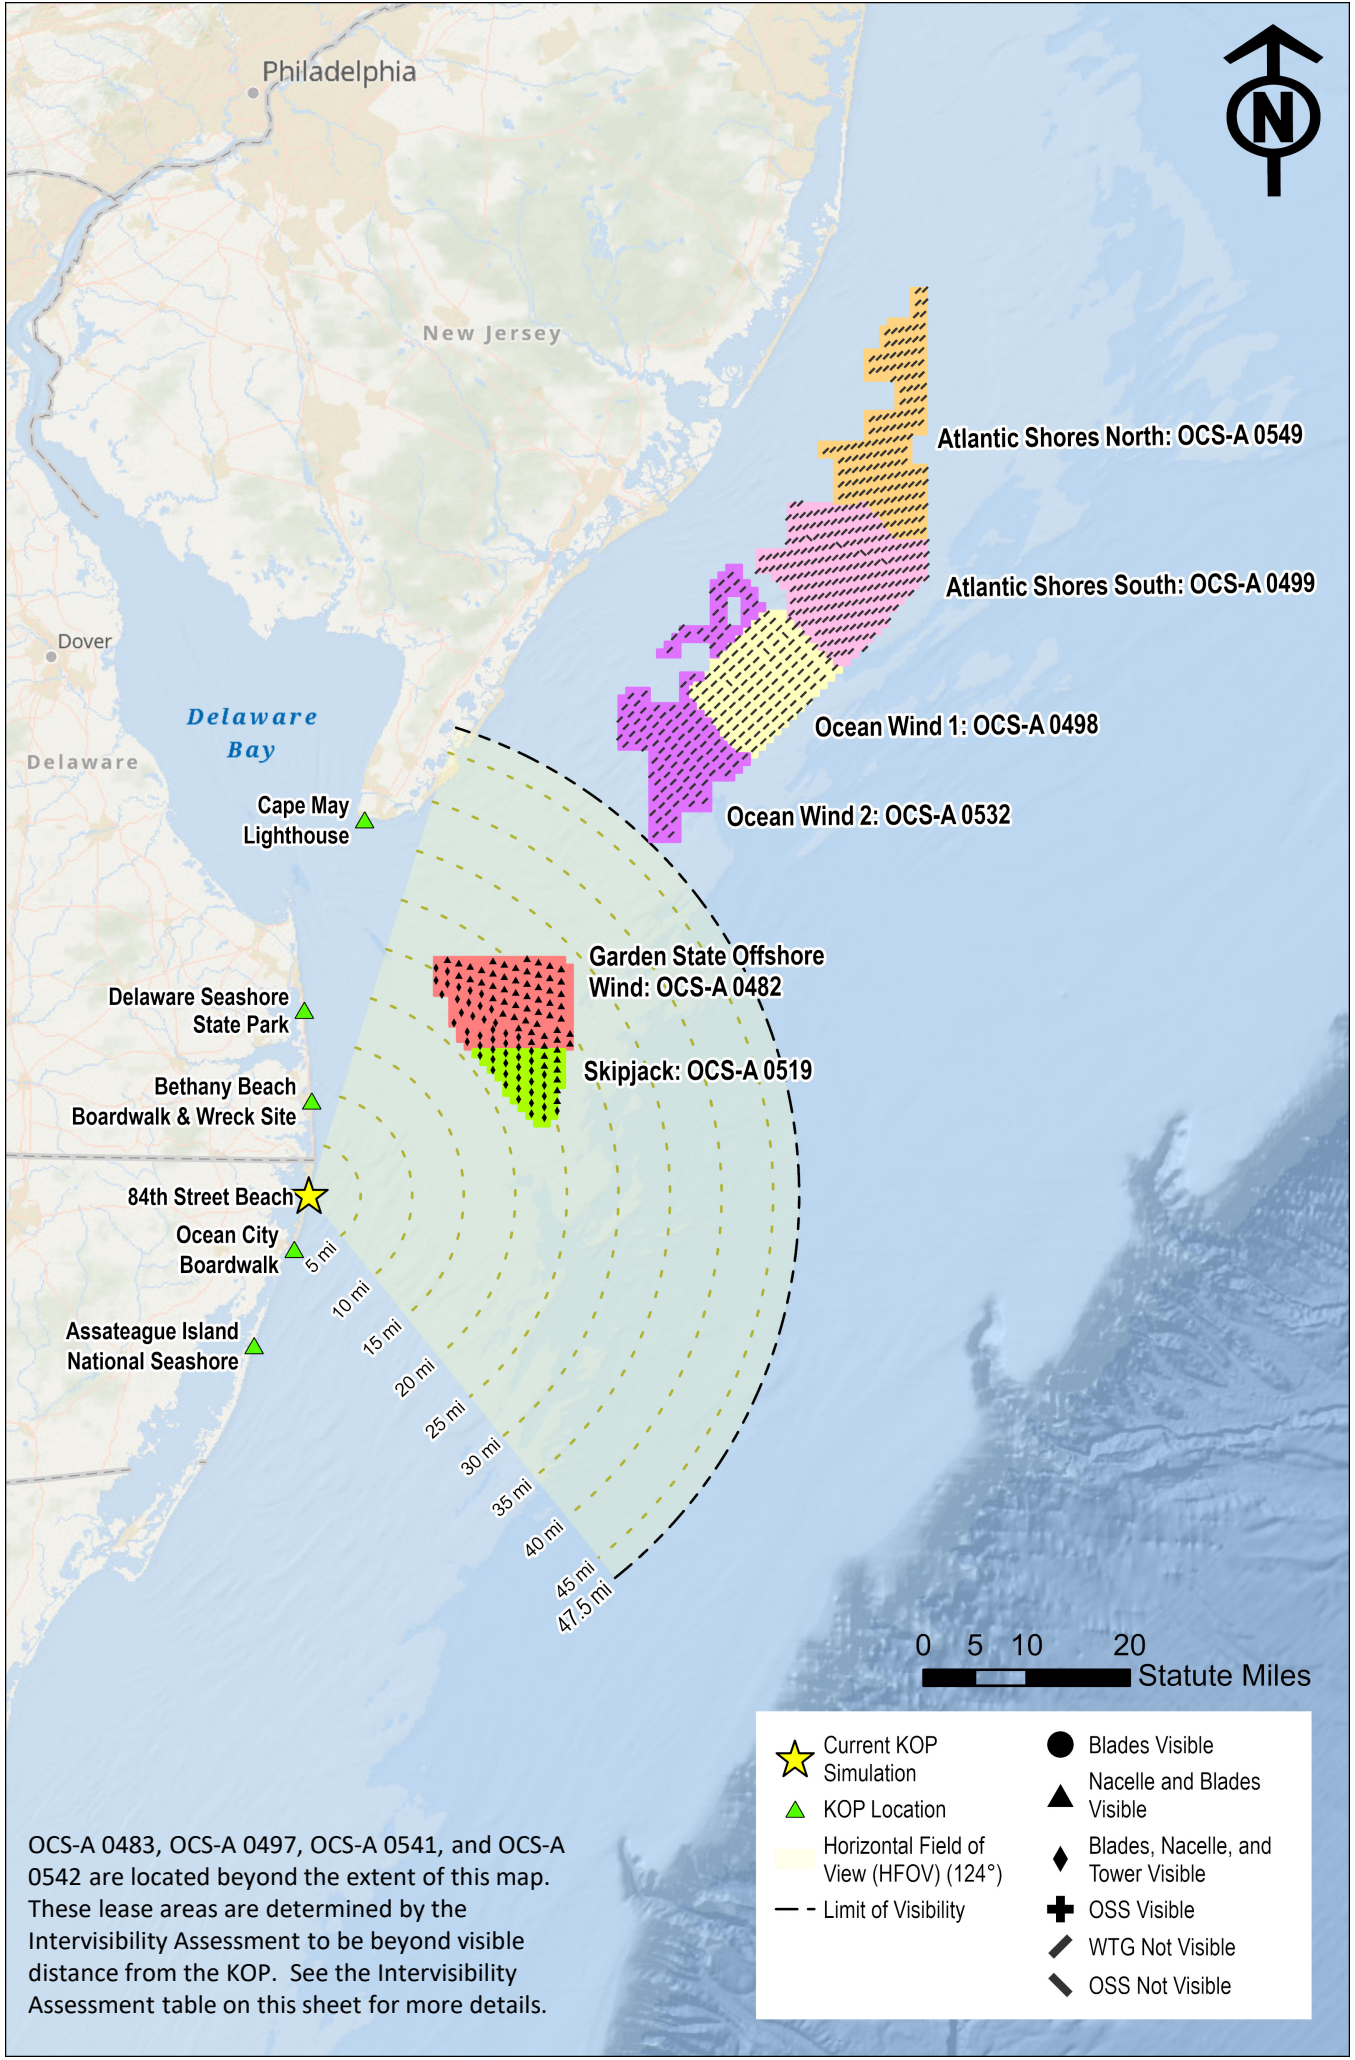 Philadelphia
N
New Jersey
Atlantic Shores North: OCS-A 0549
Atlantic Shores South: OCS-A 0499
Dover
Delaware
Bay
Delaware
Ocean Wind 1: OCS-A 0498
Cape May
Lighthouse
Ocean Wind 2: OCS-A 0532
Garden State Offshore
Wind: OCS-A 0482
Delaware Seashore
State Park
Skipjack: OCS-A 0519
Bethany Beach
Boardwalk & Wreck Site
84th Street Beach
Ocean City
Boardwalk
5 mi
10 mi
15 mi
20 mi
25 mi
30 mi
35 mi
40 mi
45 mi
47.5 mi
Assateague Island
National Seashore
0 5 10 20
Statute Miles
Current KOP
Simulation
KOP Location
Horizontal Field of
View (HFOV) (124°)
Limit of Visibility
Blades Visible
Nacelle and Blades
Visible
Blades, Nacelle, and
Tower Visible
OSS Visible
WTG Not Visible
OSS Not Visible
OCS-A 0483, OCS-A 0497, OCS-A 0541, and OCS-A
0542 are located beyond the extent of this map.
These lease areas are determined by the
Intervisibility Assessment to be beyond visible
distance from the KOP.  See the Intervisibility
Assessment table on this sheet for more details.